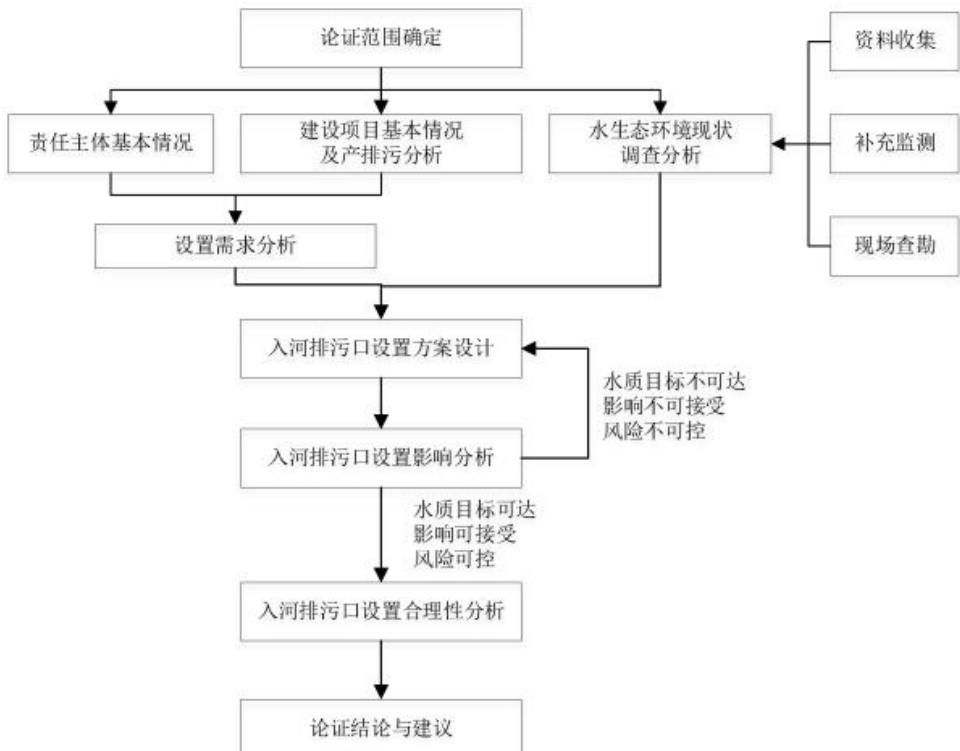 论证范围确定
资料收集
责任主体基本情况
建设项目基本情况
及产排污分析
水生态环境现状
调查分析
补充监测
现场查勘
设置需求分析
入河排污口设置方案设计
水质目标不可达
影响不可接受
风险不可控
入河排污口设置影响分析
水质目标可达
影响可接受
风险可控
入河排污口设置合理性分析
论证结论与建议